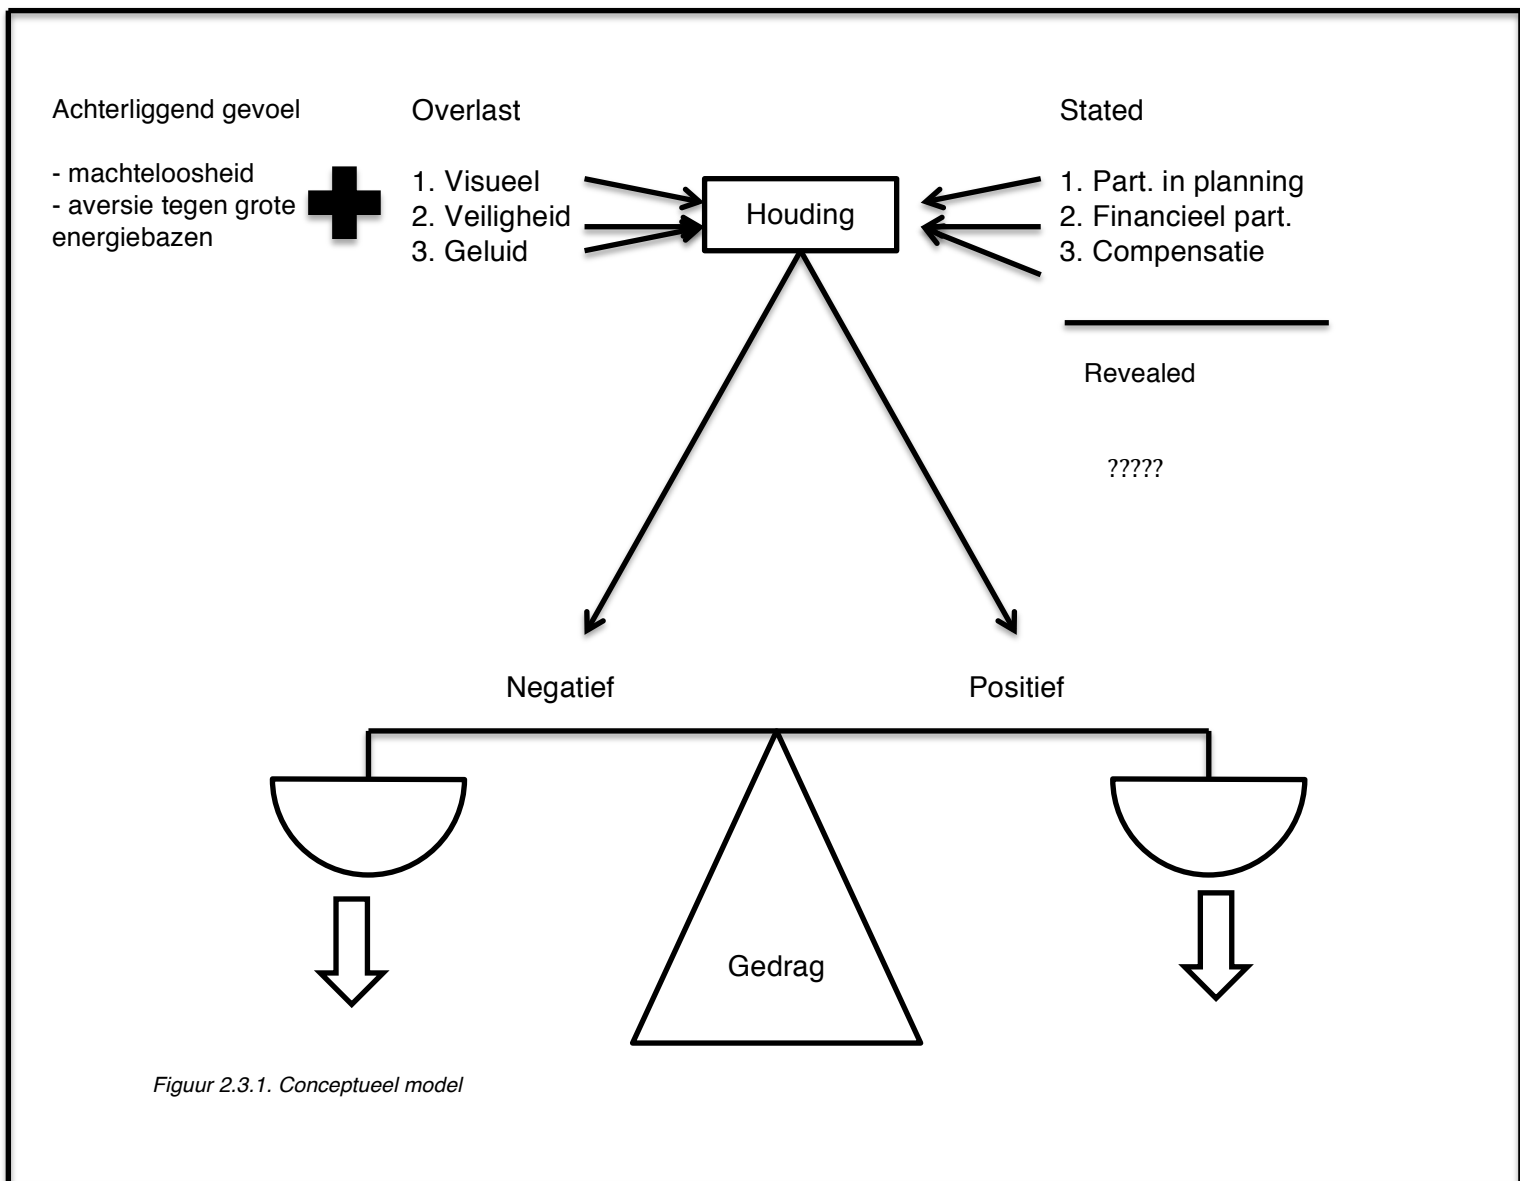 Achterliggend gevoel
- machteloosheid
- aversie tegen grote
energiebazen
Overlast
1. Visueel
2. Veiligheid
3. Geluid
Houding
Stated
1. Part. in planning
2. Financieel part.
3. Compensatie
Revealed
?????
Negatief
Positief
Gedrag
Figuur 2.3.1. Conceptueel model